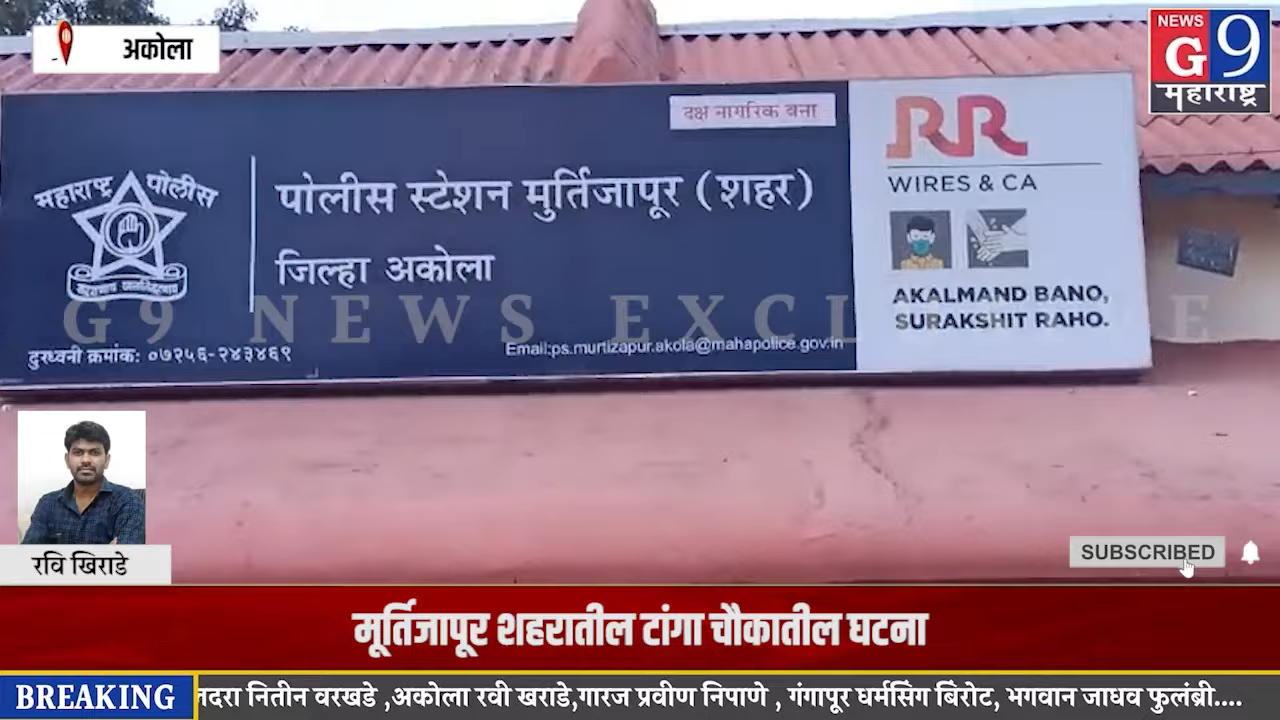 अकोला
NEWS
G9
महाराष्ट्र
दक्ष नागरिक बना
महाराष्ट्र पोलीस
पोलीस स्टेशन मुर्तिजापूर (शहर)
जिल्हा अकोला
दुरध्वनी क्रमांक: ०७२५६-२४३४६९
Email:ps.murtizapur.akola@mahapolice.gov.in
RR
WIRES & CA
AKALMAND BANO,
SURAKSHIT RAHO.
G9 NEWS EXCL E
रवि खिराडे
SUBSCRIBED
मूर्तिजापूर शहरातील टांगा चौकातील घटना
BREAKING
नितीन वरखडे ,अकोला रवी खराडे,गारज प्रवीण निपाणे , गंगापूर धर्मसिंग बिरोट, भगवान जाधव फुलंब्री....